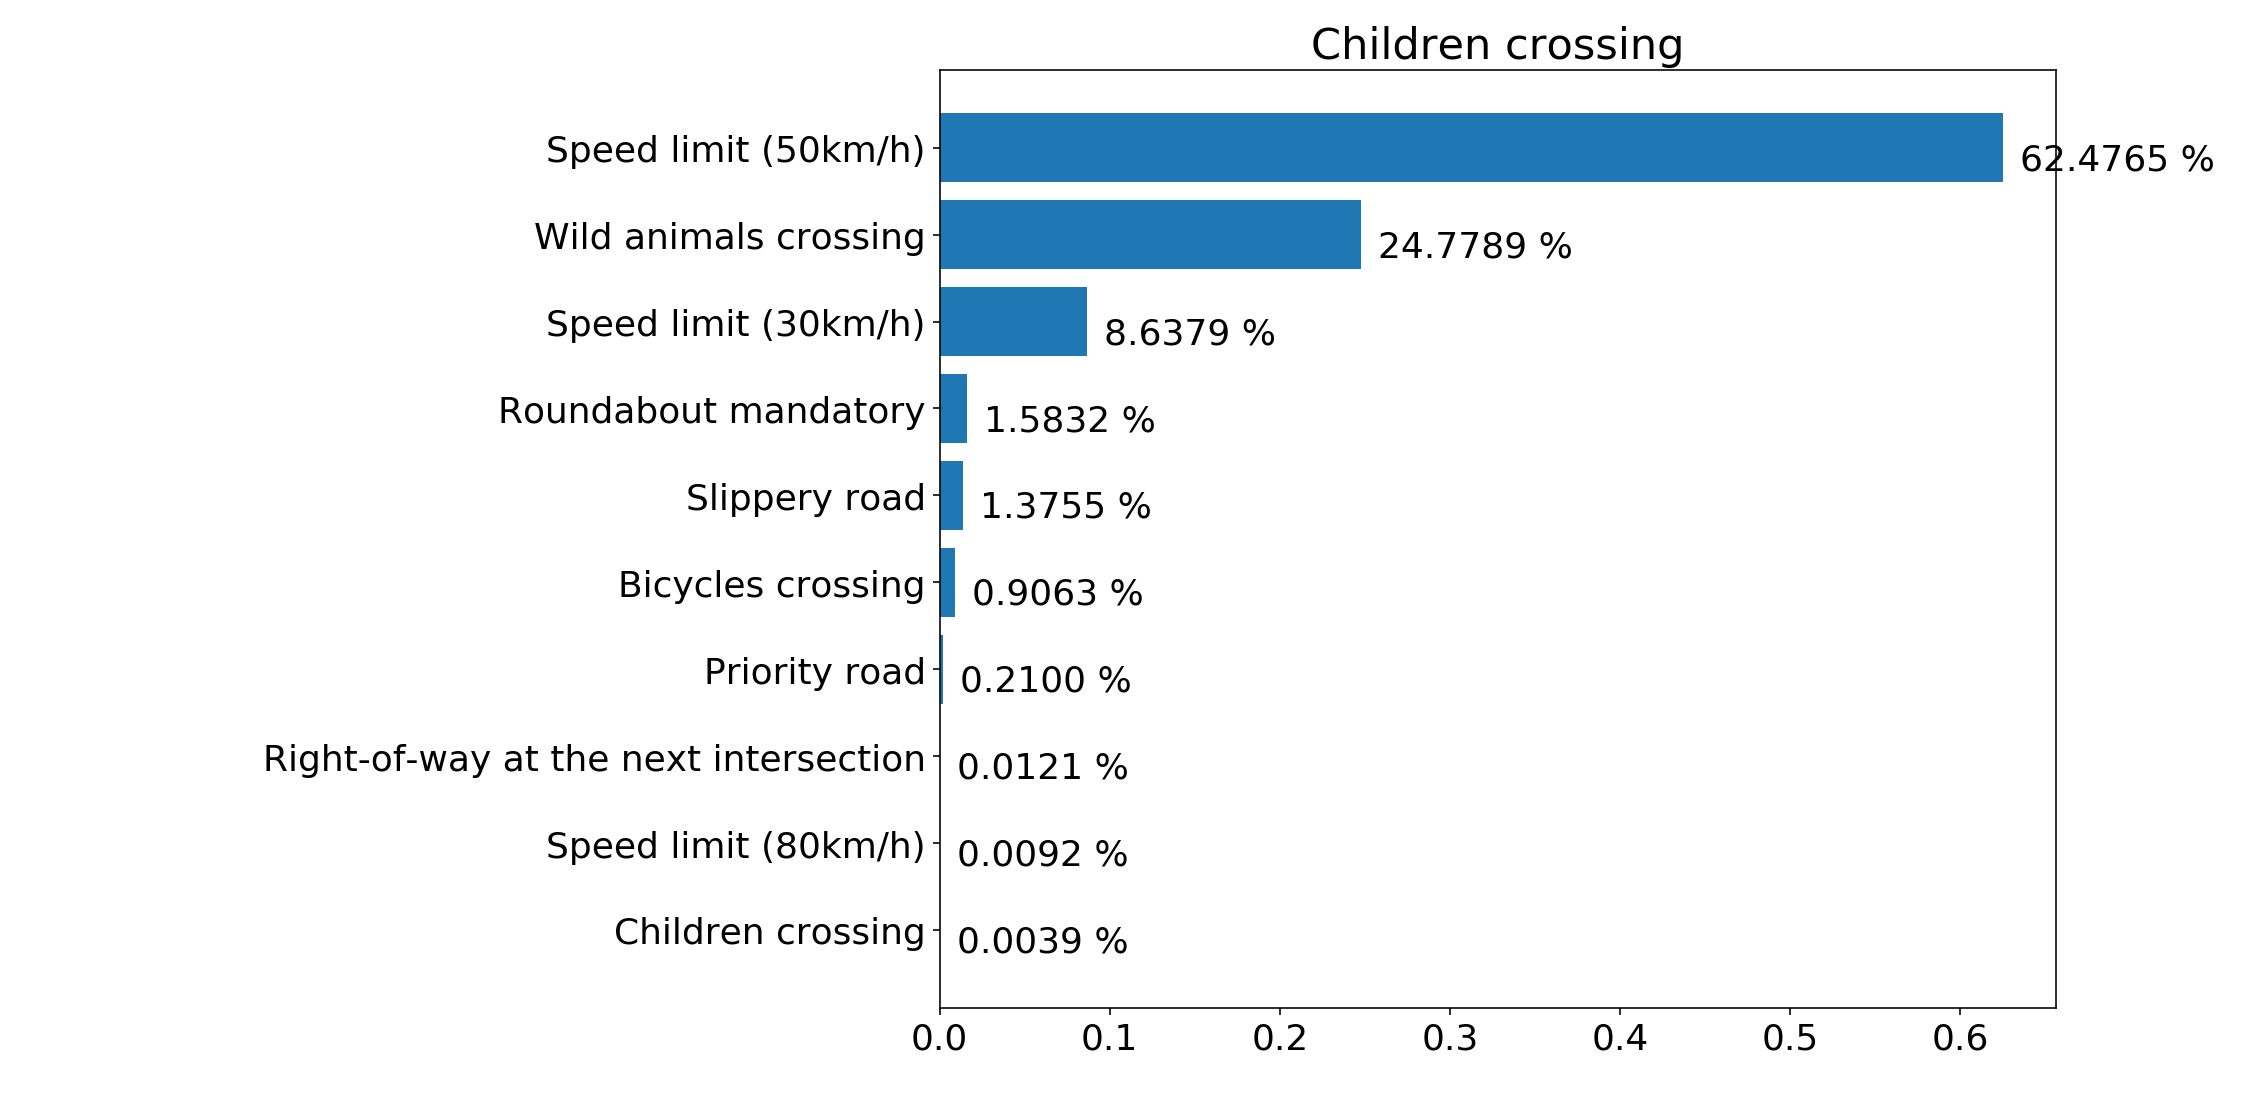 Children crossing
Speed limit (50km/h) 62.4765 %
Wild animals crossing 24.7789 %
Speed limit (30km/h) 8.6379 %
Roundabout mandatory 1.5832 %
Slippery road 1.3755 %
Bicycles crossing 0.9063 %
Priority road 0.2100 %
Right-of-way at the next intersection 0.0121 %
Speed limit (80km/h) 0.0092 %
Children crossing 0.0039 %
0.0 0.1 0.2 0.3 0.4 0.5 0.6